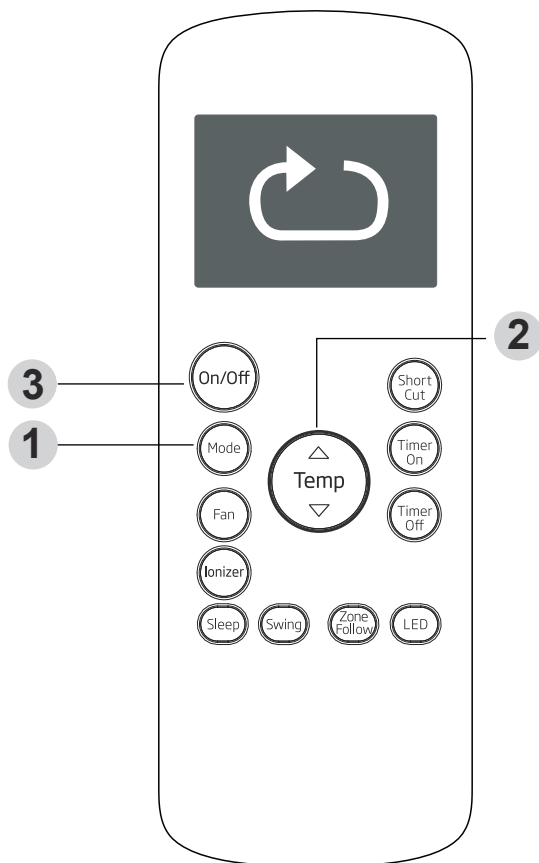 2
3
On/Off
Short
Cut
1
Mode
Temp
Timer
On
Fan
Timer
Off
Ionizer
Sleep
Swing
Zone
Follow
LED